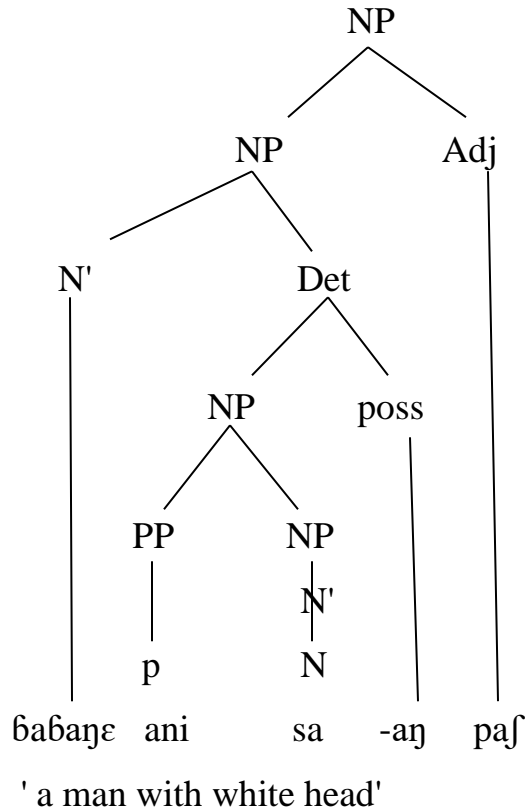 NP
NP Adj
N' Det
NP poss
PP NP
N'
p N
ɓaɓaŋɛ ani sa -aŋ paʃ
' a man with white head'